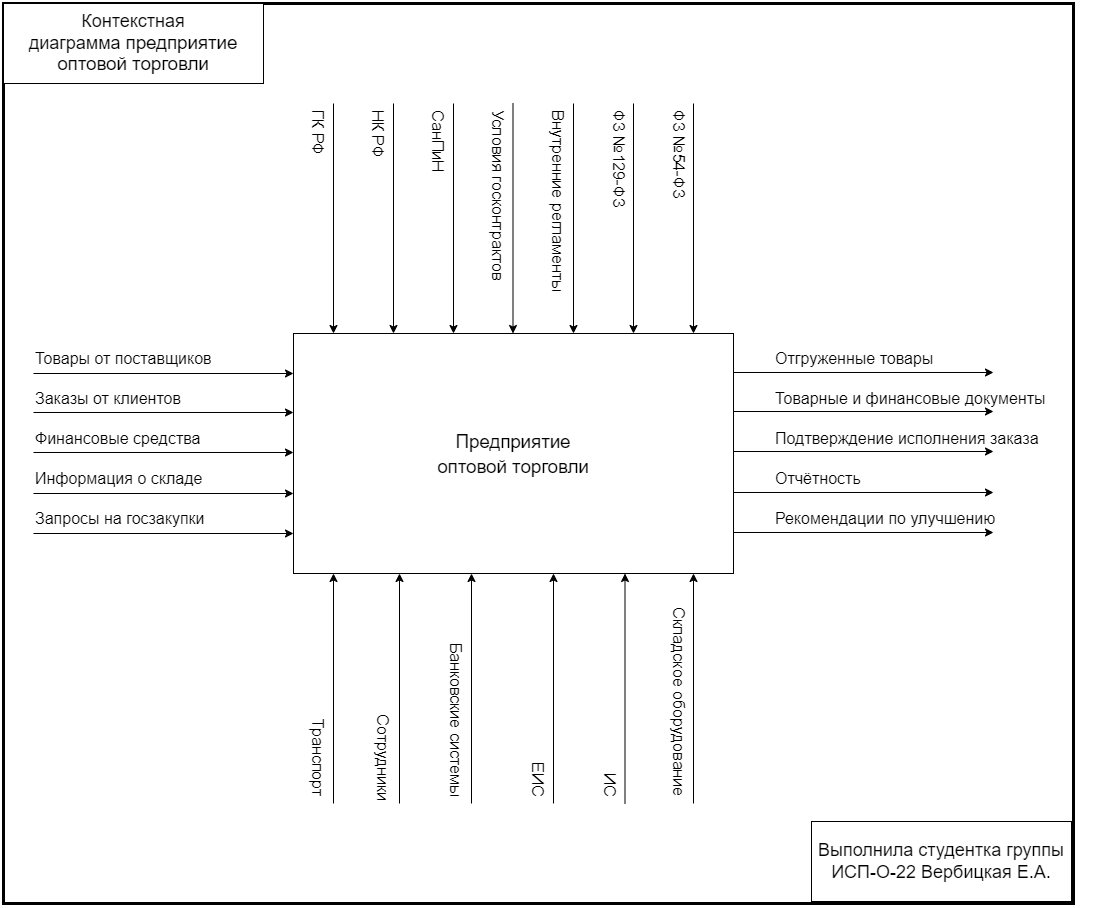 Контекстная
диаграмма предприятие
оптовой торговли
ГК РФ
НК РФ
СанПиН
Условия госконтрактов
Внутренние регламенты
ФЗ №129-ФЗ
ФЗ №54-ФЗ
Товары от поставщиков
Заказы от клиентов
Финансовые средства
Информация о складе
Запросы на госзакупки
Предприятие
оптовой торговли
Отгруженные товары
Товарные и финансовые документы
Подтверждение исполнения заказа
Отчётность
Рекомендации по улучшению
Транспорт
Сотрудники
Банковские системы
ЕИС
ИС
Складское оборудование
Выполнила студентка группы
ИСП-О-22 Вербицкая Е.А.